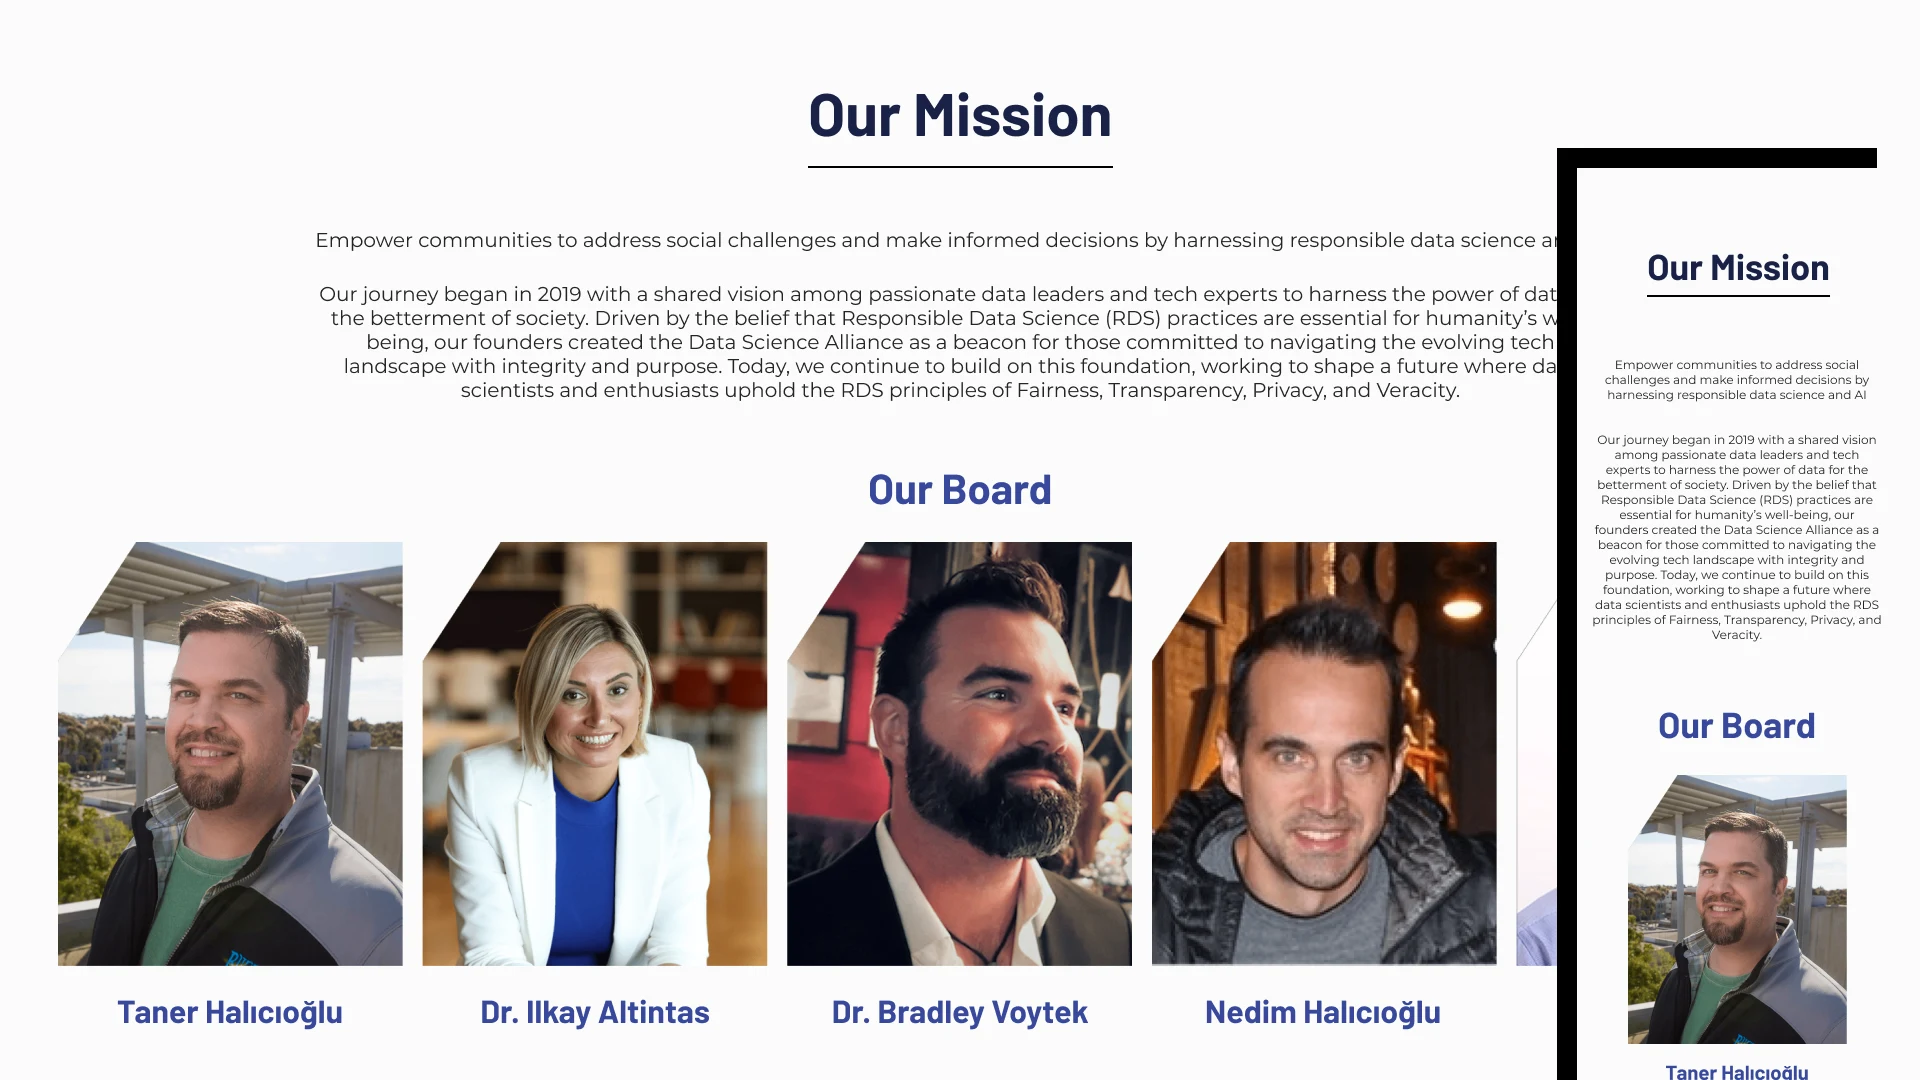 Our Mission
Empower communities to address social challenges and make informed decisions by harnessing responsible data science
Our journey began in 2019 with a shared vision among passionate data leaders and tech experts to harness the power of
the betterment of society. Driven by the belief that Responsible Data Science (RDS) practices are essential for humanity’s
being, our founders created the Data Science Alliance as a beacon for those committed to navigating the evolving tech
landscape with integrity and purpose. Today, we continue to build on this foundation, working to shape a future where
scientists and enthusiasts uphold the RDS principles of Fairness, Transparency, Privacy, and Veracity.
Our Board
Taner Halıcıoğlu
Dr. Ilkay Altintas
Dr. Bradley Voytek
Nedim Halıcıoğlu
Our Mission
Empower communities to address social
challenges and make informed decisions by
harnessing responsible data science and AI
Our journey began in 2019 with a shared vision
among passionate data leaders and tech
experts to harness the power of data for the
betterment of society. Driven by the belief that
Responsible Data Science (RDS) practices are
essential for humanity’s well-being, our
founders created the Data Science Alliance as a
beacon for those committed to navigating the
evolving tech landscape with integrity and
purpose. Today, we continue to build on this
foundation, working to shape a future where
data scientists and enthusiasts uphold the RDS
principles of Fairness, Transparency, Privacy, and
Veracity.
Our Board
Taner Halıcıoğlu